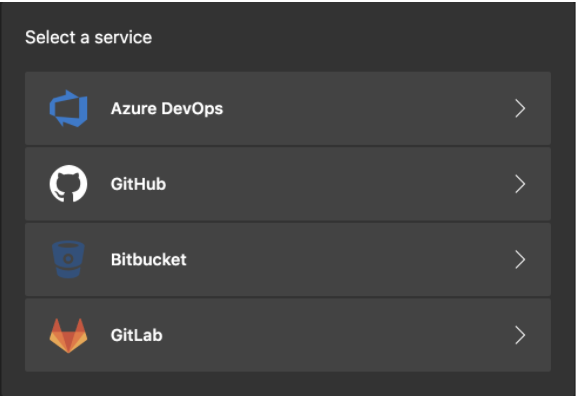 Select a service
Azure DevOps
GitHub
Bitbucket
GitLab